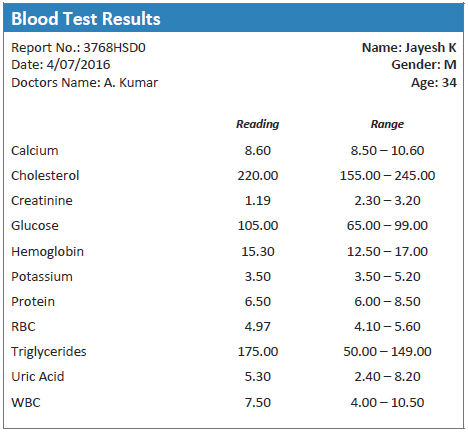 Blood Test Results
Report No.: 3768HSD0 Name: Jayesh K
Date: 4/07/2016 Gender: M
Doctors Name: A. Kumar Age: 34
Reading Range
Calcium 8.60 8.50 – 10.60
Cholesterol 220.00 155.00 – 245.00
Creatinine 1.19 2.30 – 3.20
Glucose 105.00 65.00 – 99.00
Hemoglobin 15.30 12.50 – 17.00
Potassium 3.50 3.50 – 5.20
Protein 6.50 6.00 – 8.50
RBC 4.97 4.10 – 5.60
Triglycerides 175.00 50.00 – 149.00
Uric Acid 5.30 2.40 – 8.20
WBC 7.50 4.00 – 10.50